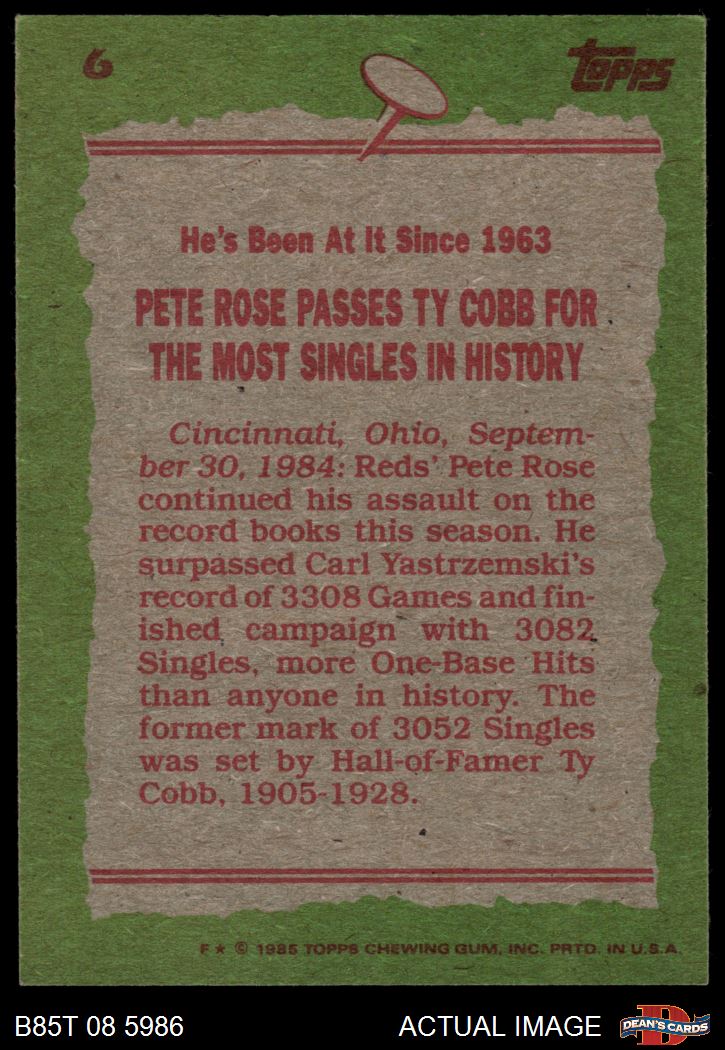 6 Topps
He's Been At It Since 1963
PETE ROSE PASSES TY COBB FOR
THE MOST SINGLES IN HISTORY
Cincinnati, Ohio, Septem-
ber 30, 1984: Reds' Pete Rose
continued his assault on the
record books this season. He
surpassed Carl Yastrzemski's
record of 3308 Games and fin-
ished campaign with 3082
Singles, more One-Base Hits
than anyone in history. The
former mark of 3052 Singles
was set by Hall-of-Famer Ty
Cobb, 1905-1928.
F ★ © 1985 TOPPS CHEWING GUM, INC. PRTD. IN U.S.A.
B85T 08 5986 ACTUAL IMAGE D DEAN'S CARDS